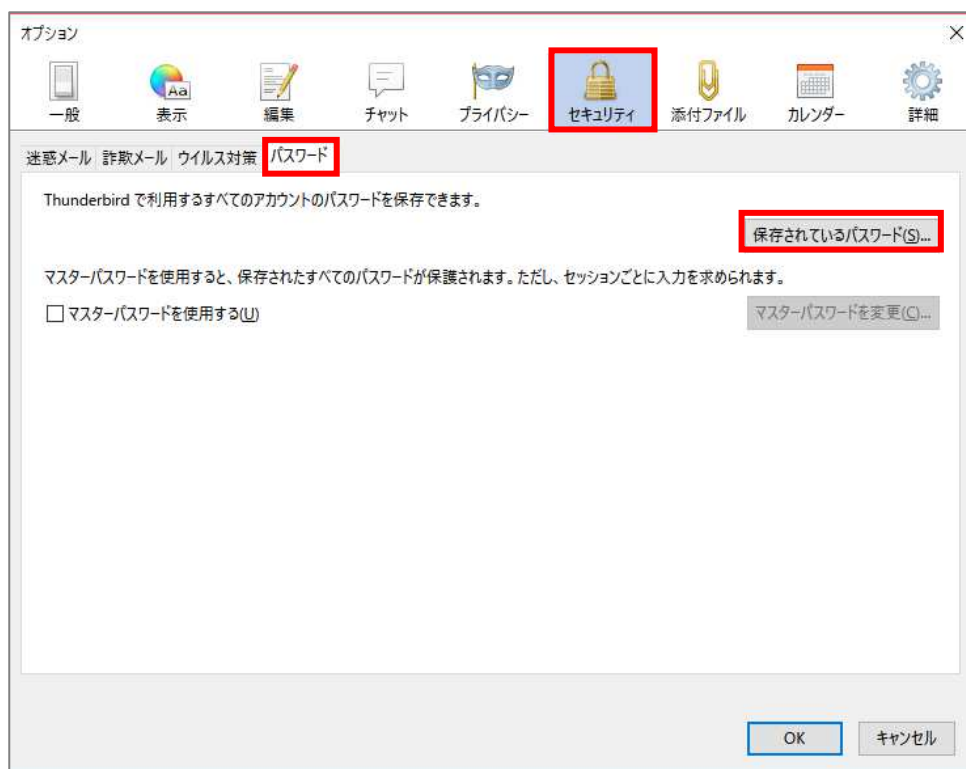 オプション
一般 表示 編集 チャット プライバシー セキュリティ 添付ファイル カレンダー 詳細
迷惑メール 詐欺メール ウイルス対策 パスワード
Thunderbird で利用するすべてのアカウントのパスワードを保存できます。
保存されているパスワード(S)...
マスターパスワードを使用すると、保存されたすべてのパスワードが保護されます。ただし、セッションごとに入力を求められます。
マスターパスワードを使用する(U) マスターパスワードを変更(C)...
OK キャンセル